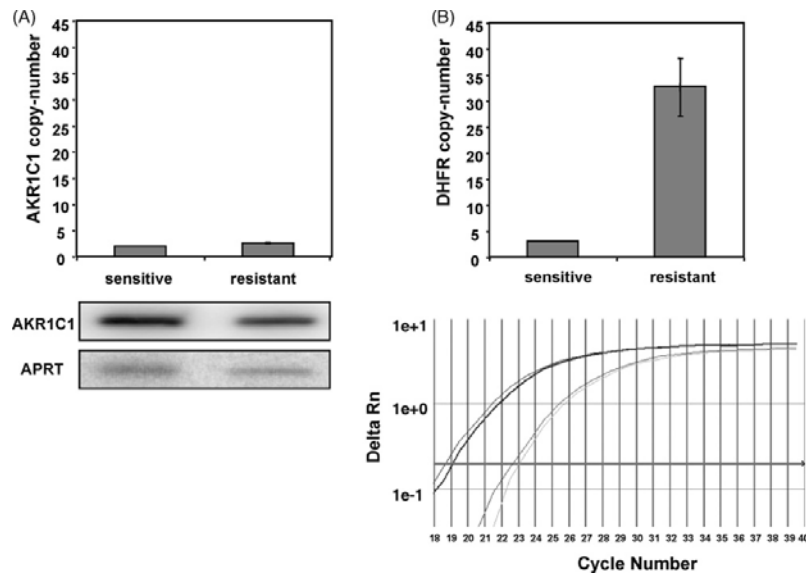 (A)
AKR1C1 copy-number
45
40
35
30
25
20
15
10
5
0
sensitive resistant
AKR1C1
APRT
(B)
DHFR copy-number
45
40
35
30
25
20
15
10
5
0
sensitive resistant
Delta Rn
1e+1
1e+0
1e-1
18 19 20 21 22 23 24 25 26 27 28 29 30 31 32 33 34 35 36 37 38 39 40
Cycle Number